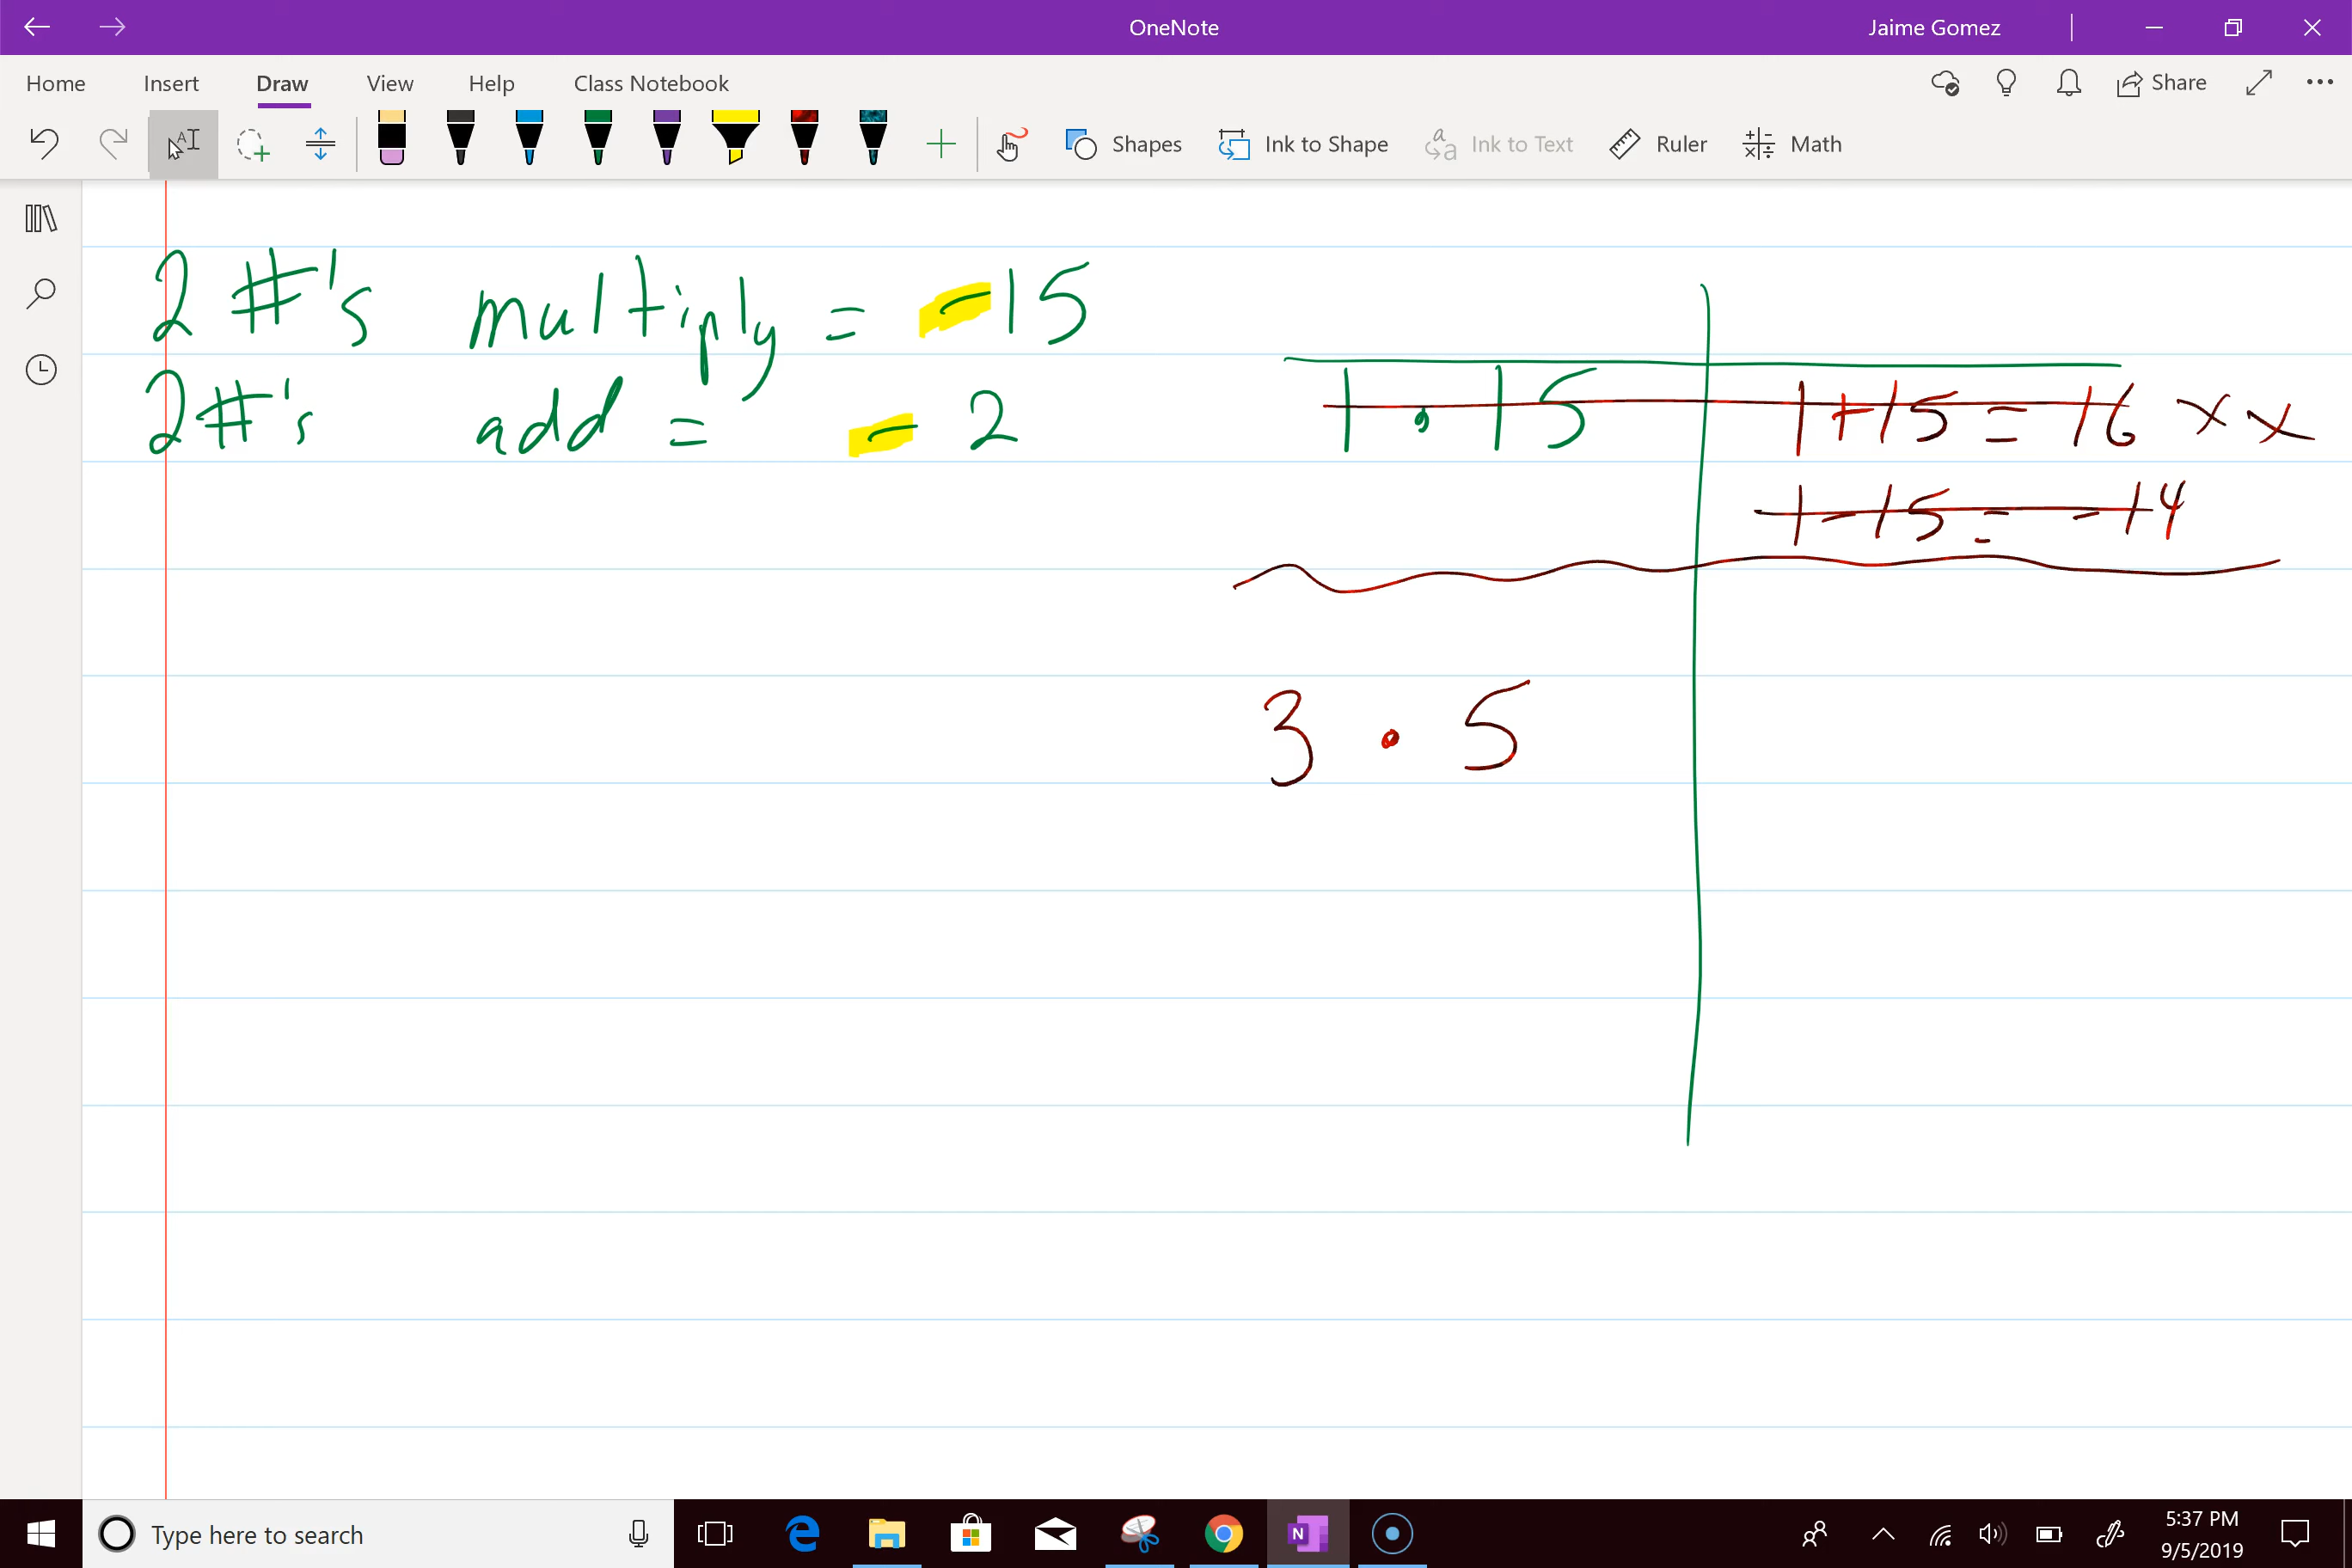 OneNote
Jaime Gomez
Home Insert Draw View Help Class Notebook
Share
Shapes Ink to Shape Ink to Text Ruler Math
2 #'s multiply = -15
2 #'s add = - 2
1 · 15
1 + 15 = 16 x x
1 - 15 = - 14
3 · 5
Type here to search
5:37 PM
9/5/2019